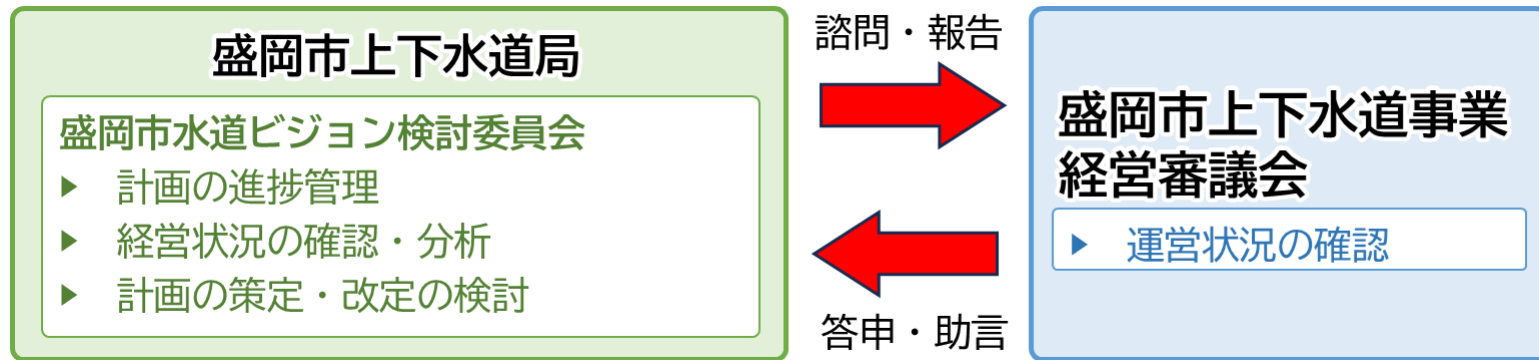 盛岡市上下水道局
盛岡市水道ビジョン検討委員会
▶ 計画の進捗管理
▶ 経営状況の確認・分析
▶ 計画の策定・改定の検討
諮問・報告
答申・助言
盛岡市上下水道事業
経営審議会
▶ 運営状況の確認